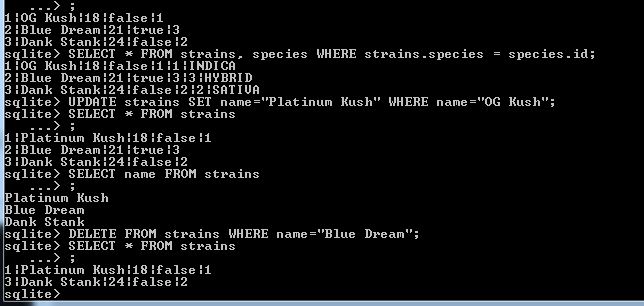 ...> ;
1|OG Kush|18|false|1
2|Blue Dream|21|true|3
3|Dank Stank|24|false|2
sqlite> SELECT * FROM strains, species WHERE strains.species = species.id;
1|OG Kush|18|false|1|1|INDICA
2|Blue Dream|21|true|3|3|HYBRID
3|Dank Stank|24|false|2|2|SATIVA
sqlite> UPDATE strains SET name="Platinum Kush" WHERE name="OG Kush";
sqlite> SELECT * FROM strains
...> ;
1|Platinum Kush|18|false|1
2|Blue Dream|21|true|3
3|Dank Stank|24|false|2
sqlite> SELECT name FROM strains
...> ;
Platinum Kush
Blue Dream
Dank Stank
sqlite> DELETE FROM strains WHERE name="Blue Dream";
sqlite> SELECT * FROM strains
...> ;
1|Platinum Kush|18|false|1
3|Dank Stank|24|false|2
sqlite>